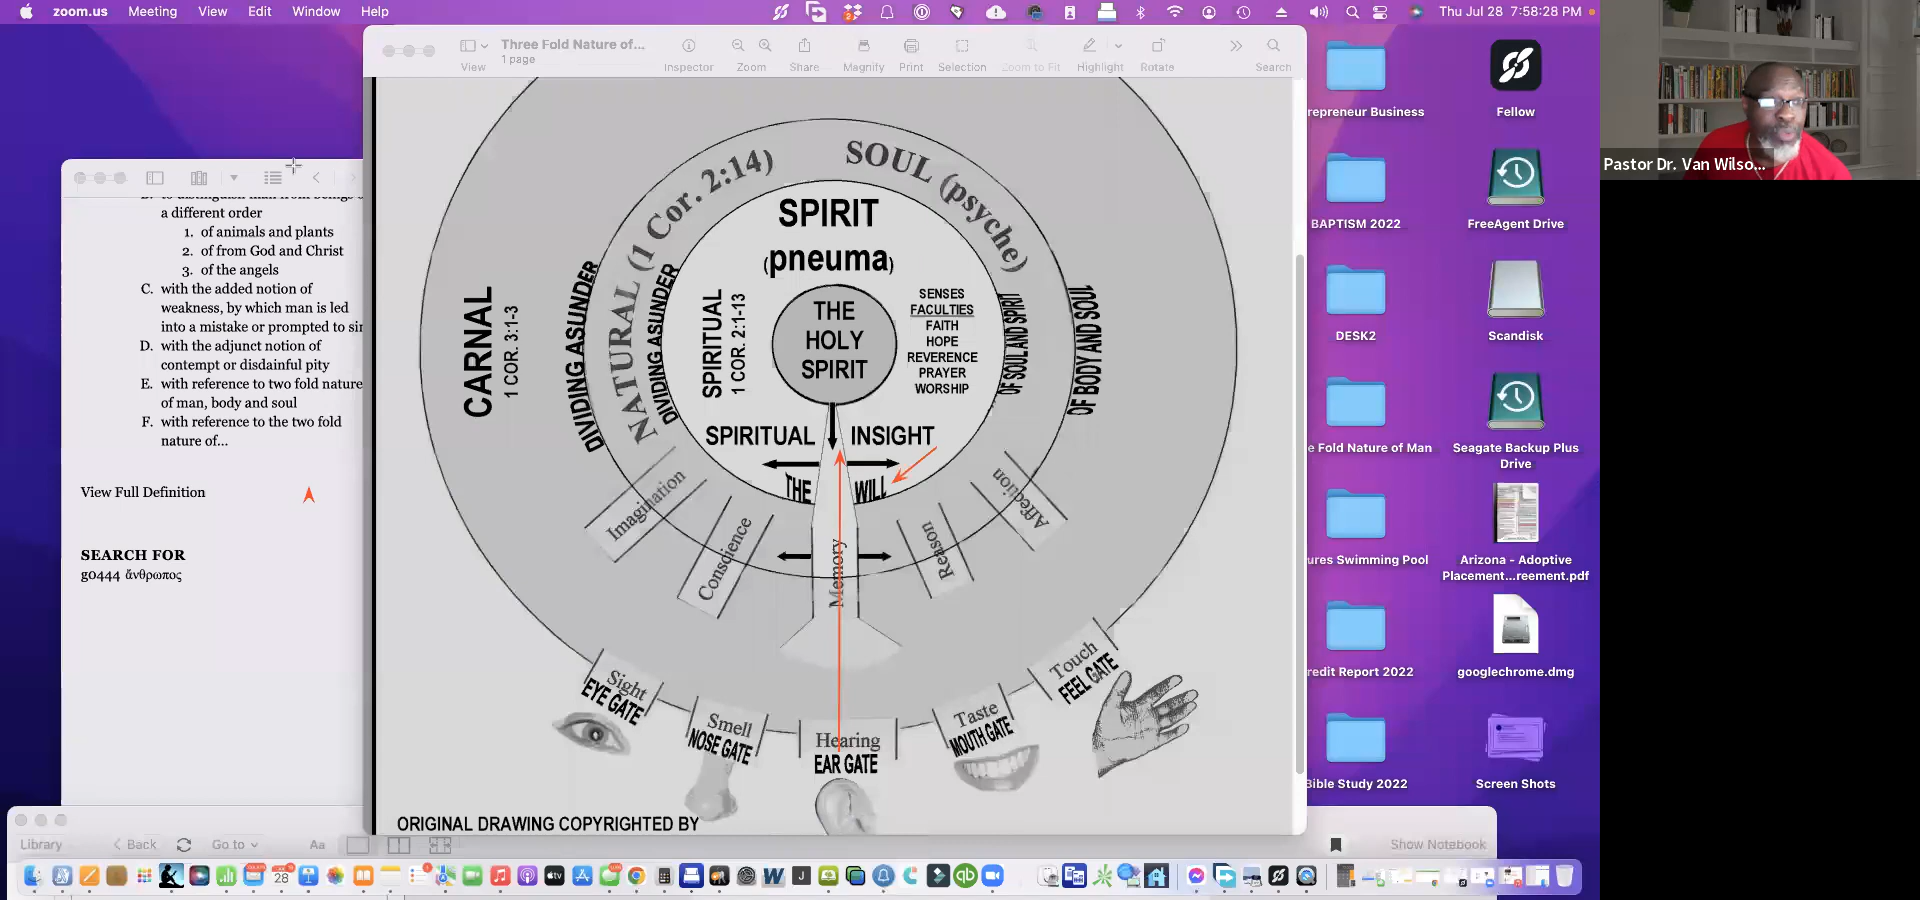 zoom.us Meeting View Edit Window Help
Thu Jul 28 7:58:28 PM
Three Fold Nature of...
1 page
View Inspector Zoom Share Magnify Print Selection Zoom to Fit Highlight Rotate Search
to distinguish man from beings
a different order
1. of animals and plants
2. of from God and Christ
3. of the angels
C. with the added notion of
weakness, by which man is led
into a mistake or prompted to sin
D. with the adjunct notion of
contempt or disdainful pity
E. with reference to two fold nature
of man, body and soul
F. with reference to the two fold
nature of...
View Full Definition
SEARCH FOR
g0444 ἄνθρωπος
CARNAL
1 COR. 3:1-3
DIVIDING ASUNDER
OF BODY AND SOUL
NATURAL (1 Cor. 2:14)
SOUL (psyche)
DIVIDING ASUNDER
OF SOUL AND SPIRIT
SPIRIT
(pneuma)
SPIRITUAL
1 COR. 2:1-13
THE
HOLY
SPIRIT
SENSES
FACULTIES
FAITH
HOPE
REVERENCE
PRAYER
WORSHIP
SPIRITUAL INSIGHT
THE WILL
Imagination
Conscience
Memory
Reason
Affection
Sight
EYE GATE
Smell
NOSE GATE
Hearing
EAR GATE
Taste
MOUTH GATE
Touch
FEEL GATE
ORIGINAL DRAWING COPYRIGHTED BY
Library Back Go to Aa Show Notebook
repreneur Business
Fellow
BAPTISM 2022
FreeAgent Drive
DESK2
Scandisk
e Fold Nature of Man
Seagate Backup Plus
Drive
ures Swimming Pool
Arizona - Adoptive
Placement...reement.pdf
redit Report 2022
googlechrome.dmg
Bible Study 2022
Screen Shots
Pastor Dr. Van Wilso...